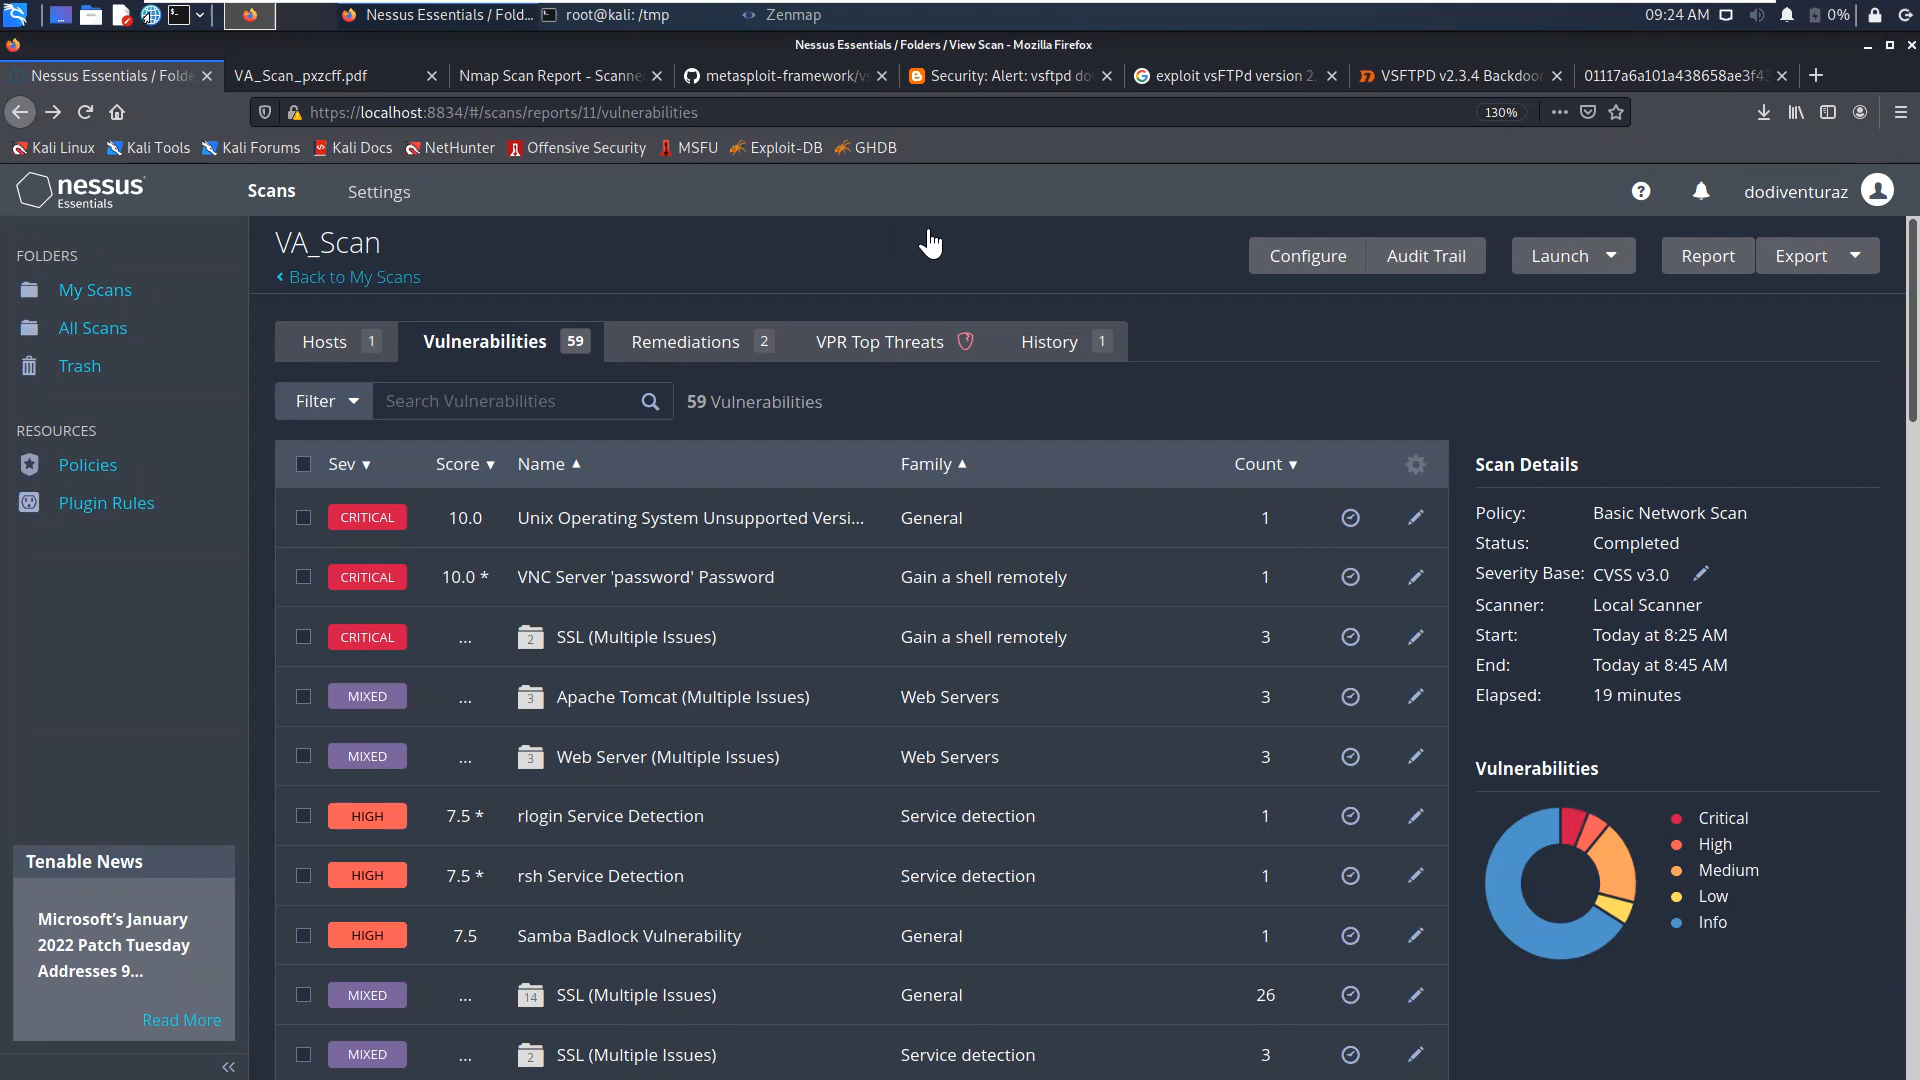 Nessus Essentials / Fold...
root@kali: /tmp
Zenmap
09:24 AM
0%
Nessus Essentials / Folders / View Scan - Mozilla Firefox
Nessus Essentials / Folde
VA_Scan_pxzcff.pdf
Nmap Scan Report - Scanne
metasploit-framework/v
Security: Alert: vsftpd do
exploit vsFTPd version 2.
VSFTPD v2.3.4 Backdoor
01117a6a101a438658ae3f43
https://localhost:8834/#/scans/reports/11/vulnerabilities
130%
Kali Linux
Kali Tools
Kali Forums
Kali Docs
NetHunter
Offensive Security
MSFU
Exploit-DB
GHDB
nessus
Essentials
Scans
Settings
dodiventuraz
FOLDERS
My Scans
All Scans
Trash
RESOURCES
Policies
Plugin Rules
Tenable News
Microsoft's January
2022 Patch Tuesday
Addresses 9...
Read More
VA_Scan
Back to My Scans
Configure
Audit Trail
Launch
Report
Export
Hosts 1
Vulnerabilities 59
Remediations 2
VPR Top Threats
History 1
Filter
Search Vulnerabilities
59 Vulnerabilities
Sev Score Name Family Count
CRITICAL 10.0 Unix Operating System Unsupported Versi... General 1
CRITICAL 10.0 * VNC Server 'password' Password Gain a shell remotely 1
CRITICAL ... 2 SSL (Multiple Issues) Gain a shell remotely 3
MIXED ... 3 Apache Tomcat (Multiple Issues) Web Servers 3
MIXED ... 3 Web Server (Multiple Issues) Web Servers 3
HIGH 7.5 * rlogin Service Detection Service detection 1
HIGH 7.5 * rsh Service Detection Service detection 1
HIGH 7.5 Samba Badlock Vulnerability General 1
MIXED ... 14 SSL (Multiple Issues) General 26
MIXED ... 2 SSL (Multiple Issues) Service detection 3
Scan Details
Policy: Basic Network Scan
Status: Completed
Severity Base: CVSS v3.0
Scanner: Local Scanner
Start: Today at 8:25 AM
End: Today at 8:45 AM
Elapsed: 19 minutes
Vulnerabilities
Critical
High
Medium
Low
Info